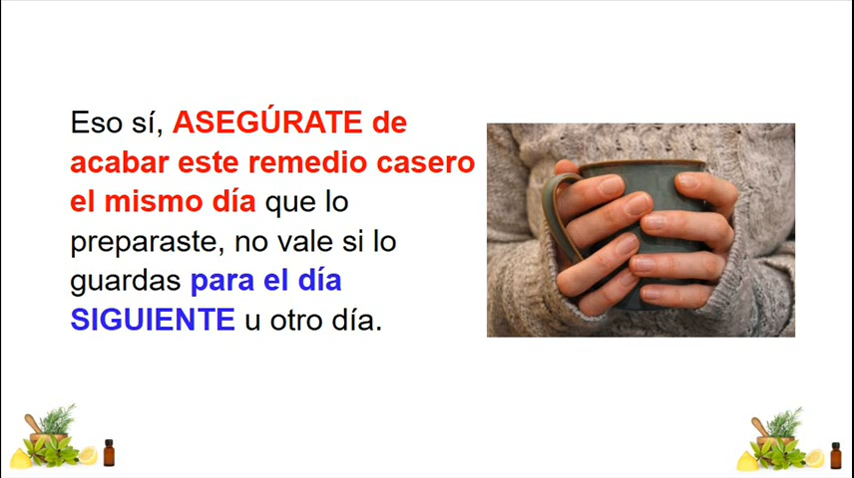 Eso sí, ASEGÚRATE de
acabar este remedio casero
el mismo día que lo
preparaste, no vale si lo
guardas para el día
SIGUIENTE u otro día.